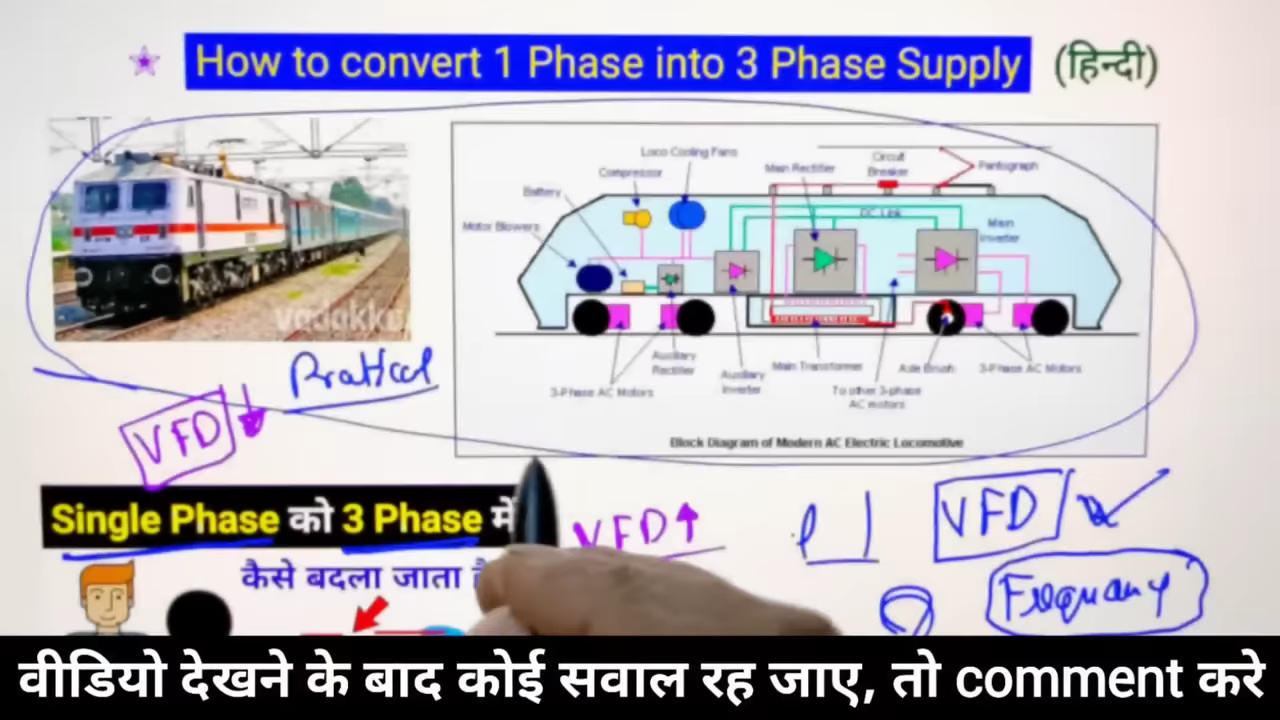 How to convert 1 Phase into 3 Phase Supply (हिन्दी)
Loco Cooling Fans
Compressor
Main Rectifier
Circuit
Breaker
Pantograph
Battery
Motor Blowers
DC Link
Main
Inverter
vadakku
Auxiliary
Rectifier
3-Phase AC Motors
Auxiliary
Inverter
Main Transformer
To other 3-phase
AC motors
Axle Brush
3-Phase AC Motors
Block Diagram of Modern AC Electric Locomotive
VFD
Single Phase को 3 Phase में
VFD
VFD
कैसे बदला जाता
वीडियो देखने के बाद कोई सवाल रह जाए, तो comment करे